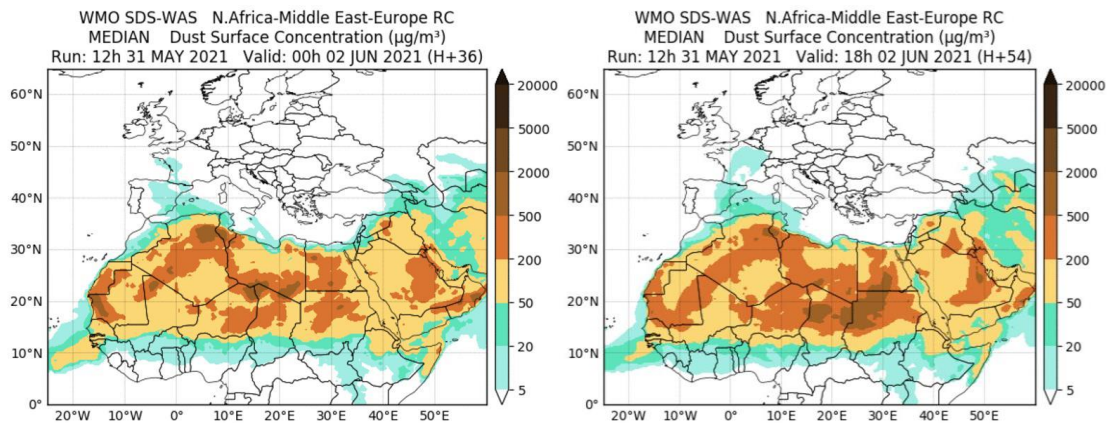 WMO SDS-WAS N.Africa-Middle East-Europe RC
MEDIAN Dust Surface Concentration (µg/m³)
Run: 12h 31 MAY 2021 Valid: 00h 02 JUN 2021 (H+36)
60°N
50°N
40°N
30°N
20°N
10°N
0°
20°W 10°W 0° 10°E 20°E 30°E 40°E 50°E
20000
5000
2000
500
200
50
20
5
WMO SDS-WAS N.Africa-Middle East-Europe RC
MEDIAN Dust Surface Concentration (µg/m³)
Run: 12h 31 MAY 2021 Valid: 18h 02 JUN 2021 (H+54)
60°N
50°N
40°N
30°N
20°N
10°N
0°
20°W 10°W 0° 10°E 20°E 30°E 40°E 50°E
20000
5000
2000
500
200
50
20
5